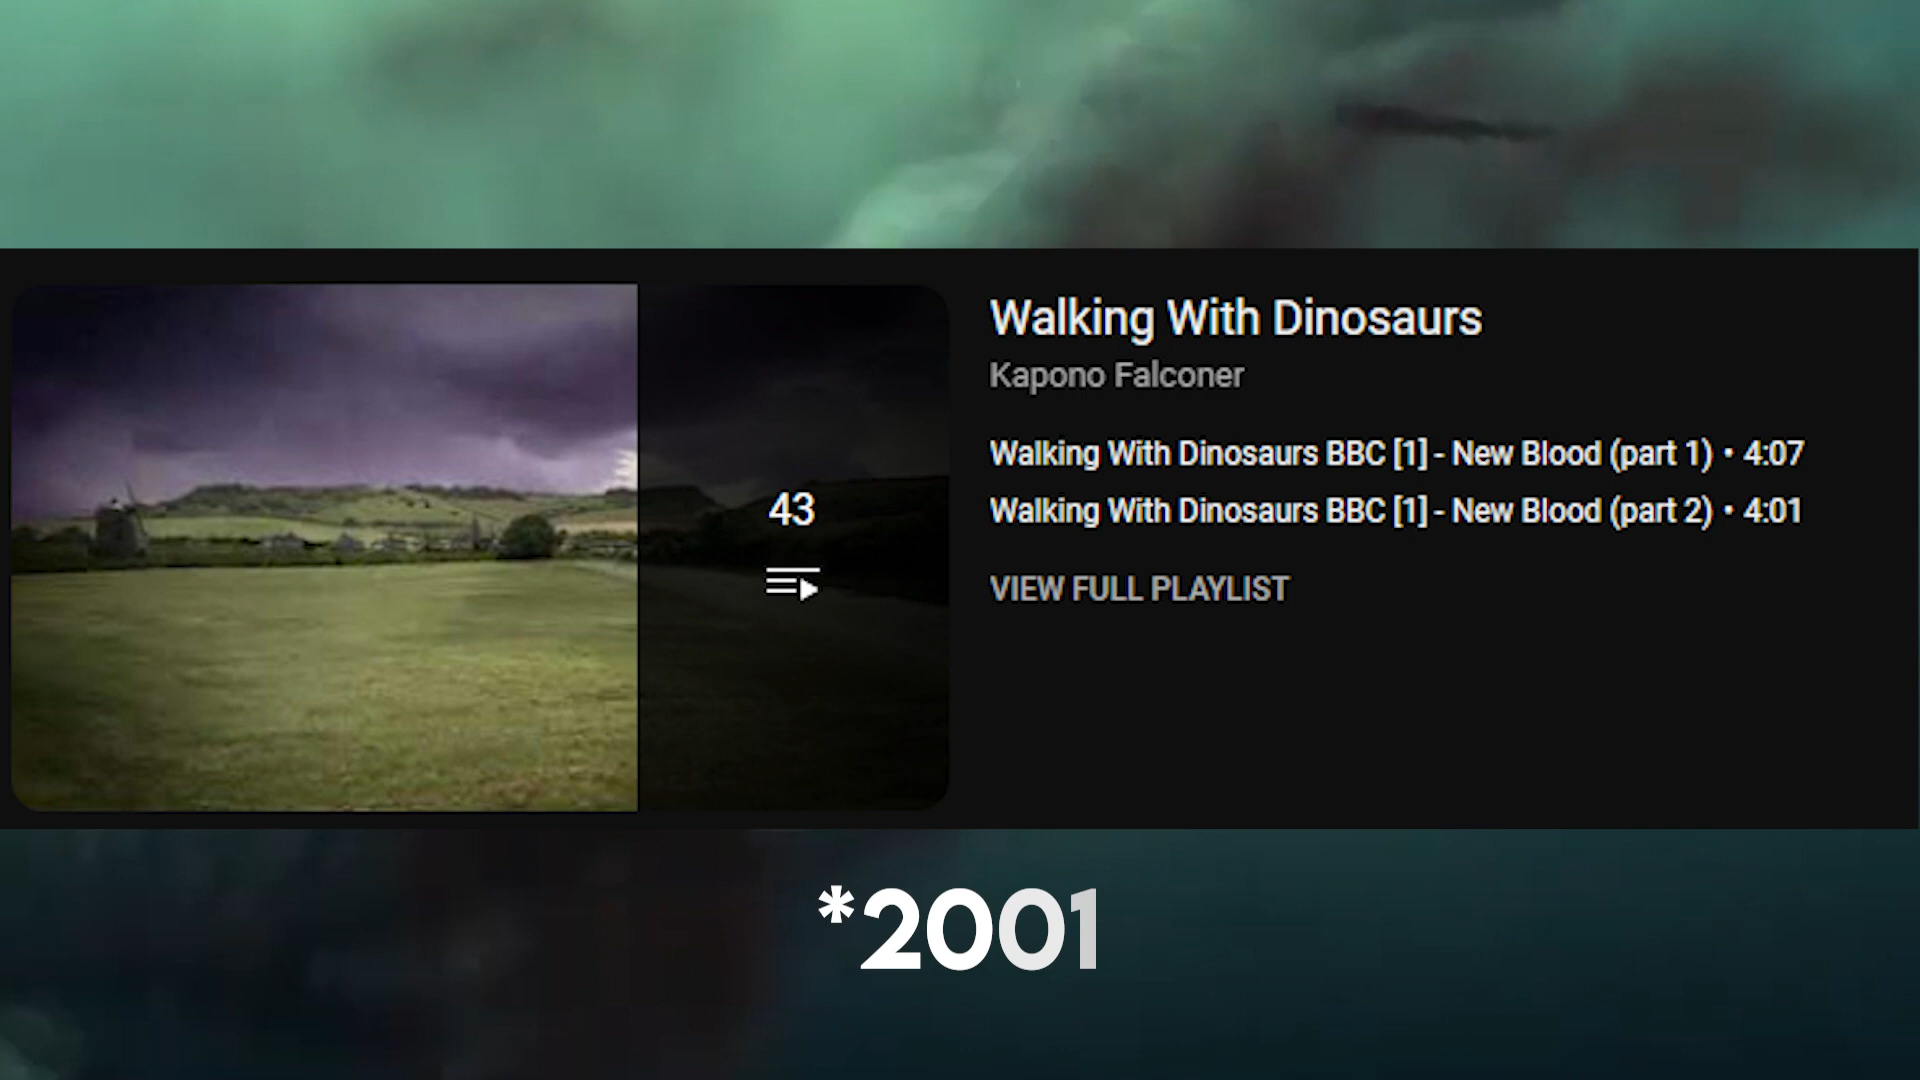 Walking With Dinosaurs
Kapono Falconer
Walking With Dinosaurs BBC [1] - New Blood (part 1) • 4:07
Walking With Dinosaurs BBC [1] - New Blood (part 2) • 4:01
43
VIEW FULL PLAYLIST
*2001